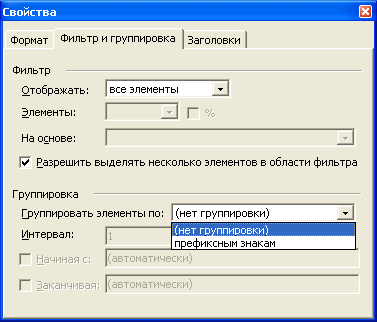 Свойства
Формат Фильтр и группировка Заголовки
Фильтр
Отображать: все элементы
Элементы: %
На основе:
Разрешить выделять несколько элементов в области фильтра
Группировка
Группировать элементы по: (нет группировки)
(нет группировки)
Интервал: 1
префиксным знакам
Начиная с: (автоматически)
Заканчивая: (автоматически)